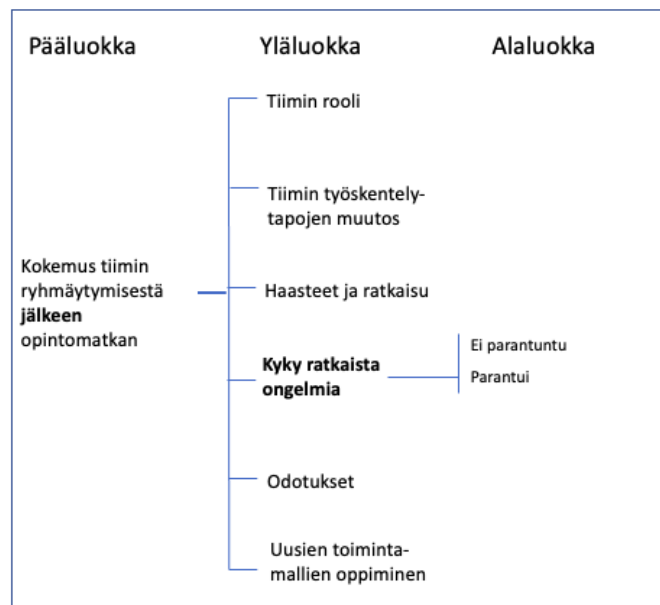 Pääluokka
Yläluokka
Alaluokka
Tiimin rooli
Tiimin työskentely-
tapojen muutos
Kokemus tiimin
ryhmäytymisestä
jälkeen
opintomatkan
Haasteet ja ratkaisu
Kyky ratkaista
ongelmia
Ei parantuntu
Parantui
Odotukset
Uusien toiminta-
mallien oppiminen